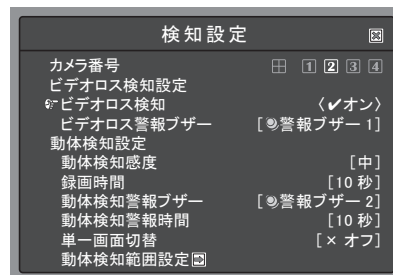 検知設定
カメラ番号 1 2 3 4
ビデオロス検知設定
ビデオロス検知 〈✔オン〉
ビデオロス警報ブザー [警報ブザー 1]
動体検知設定
動体検知感度 [中]
録画時間 [10 秒]
動体検知警報ブザー [警報ブザー 2]
動体検知警報時間 [10 秒]
単一画面切替 [× オフ]
動体検知範囲設定